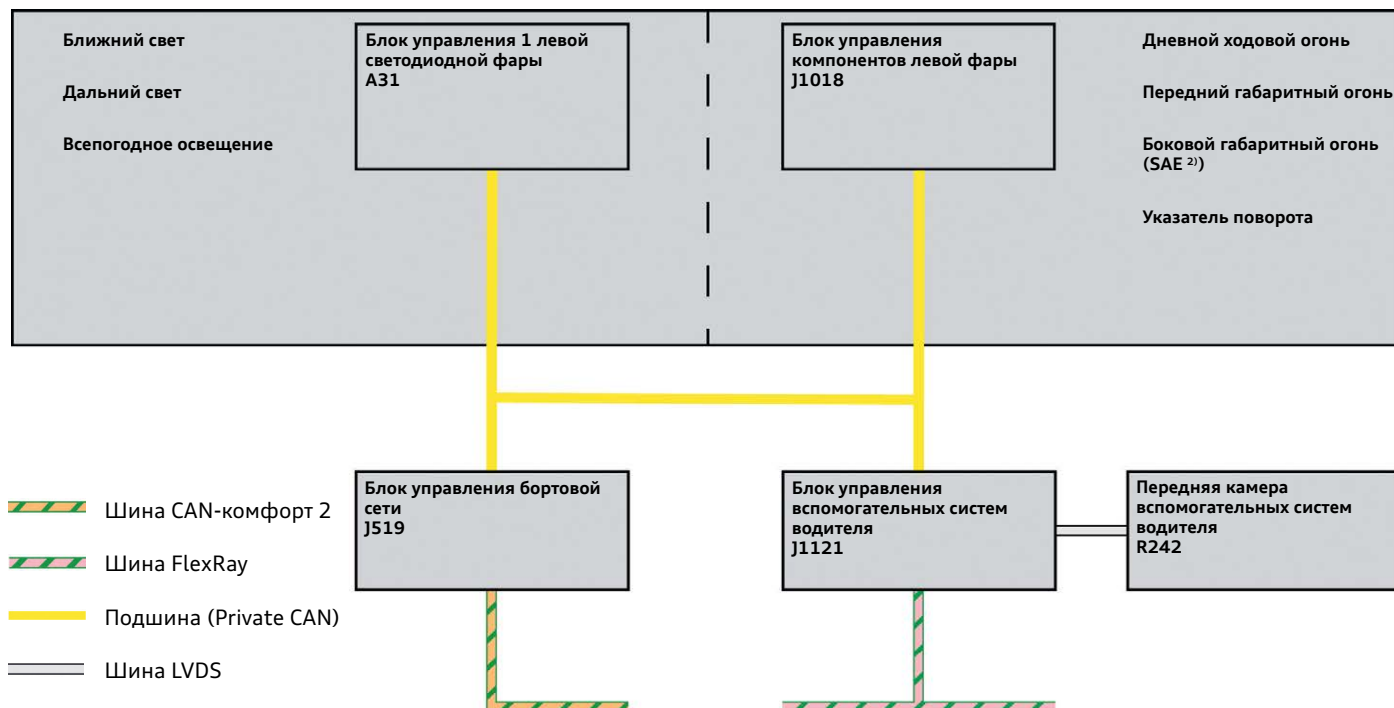 Ближний свет
Дальний свет
Всепогодное освещение
Блок управления 1 левой
светодиодной фары
A31
Блок управления
компонентов левой фары
J1018
Дневной ходовой огонь
Передний габаритный огонь
Боковой габаритный огонь
(SAE ²⁾)
Указатель поворота
Блок управления бортовой
сети
J519
Блок управления
вспомогательных систем
водителя
J1121
Передняя камера
вспомогательных систем
водителя
R242
Шина CAN-комфорт 2
Шина FlexRay
Подшина (Private CAN)
Шина LVDS